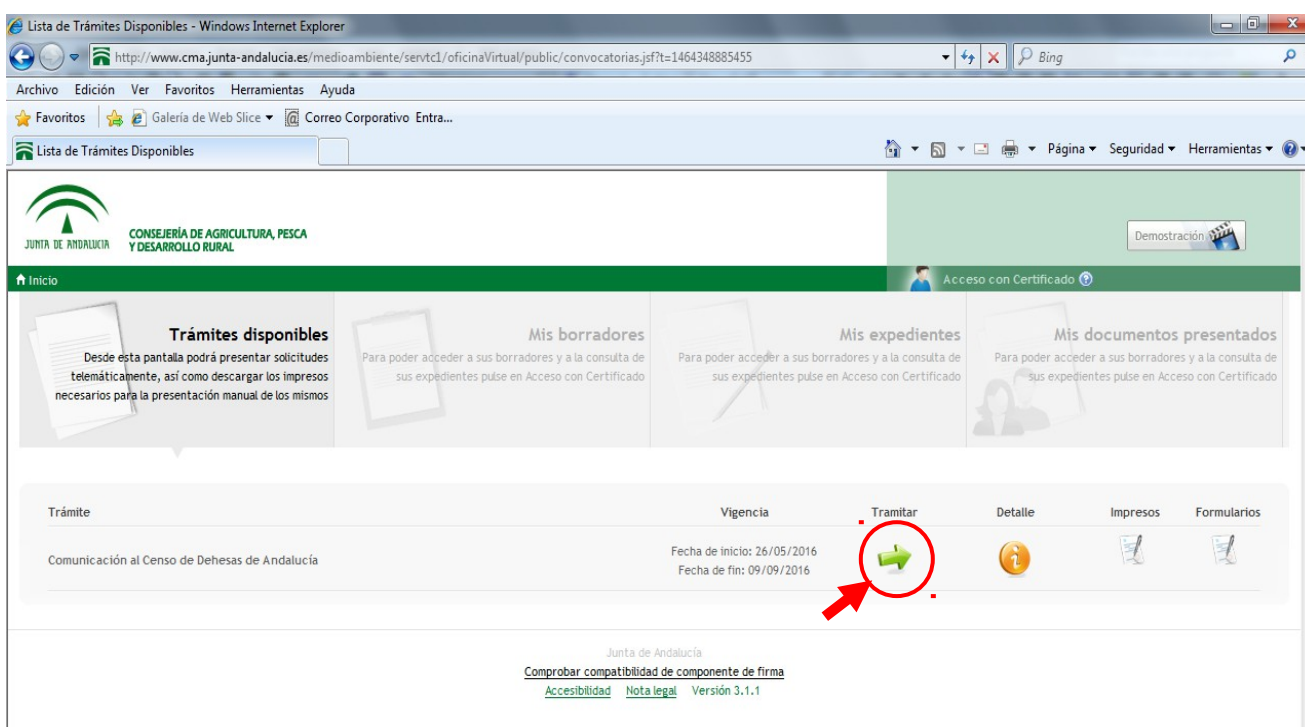 Lista de Trámites Disponibles - Windows Internet Explorer
http://www.cma.junta-andalucia.es/medioambiente/servtc1/oficinaVirtual/public/convocatorias.jsf?t=1464348885455
Bing
Archivo Edición Ver Favoritos Herramientas Ayuda
Favoritos Galería de Web Slice Correo Corporativo Entra...
Lista de Trámites Disponibles
Página Seguridad Herramientas
JUNTA DE ANDALUCIA
CONSEJERÍA DE AGRICULTURA, PESCA
Y DESARROLLO RURAL
Demostración
Inicio
Acceso con Certificado
Trámites disponibles
Desde esta pantalla podrá presentar solicitudes
telemáticamente, así como descargar los impresos
necesarios para la presentación manual de los mismos
Mis borradores
Para poder acceder a sus borradores y a la consulta de
sus expedientes pulse en Acceso con Certificado
Mis expedientes
Para poder acceder a sus borradores y a la consulta de
sus expedientes pulse en Acceso con Certificado
Mis documentos presentados
Para poder acceder a sus borradores y a la consulta de
sus expedientes pulse en Acceso con Certificado
Trámite Vigencia Tramitar Detalle Impresos Formularios
Comunicación al Censo de Dehesas de Andalucía
Fecha de inicio: 26/05/2016
Fecha de fin: 09/09/2016
Junta de Andalucía
Comprobar compatibilidad de componente de firma
Accesibilidad Nota legal Versión 3.1.1